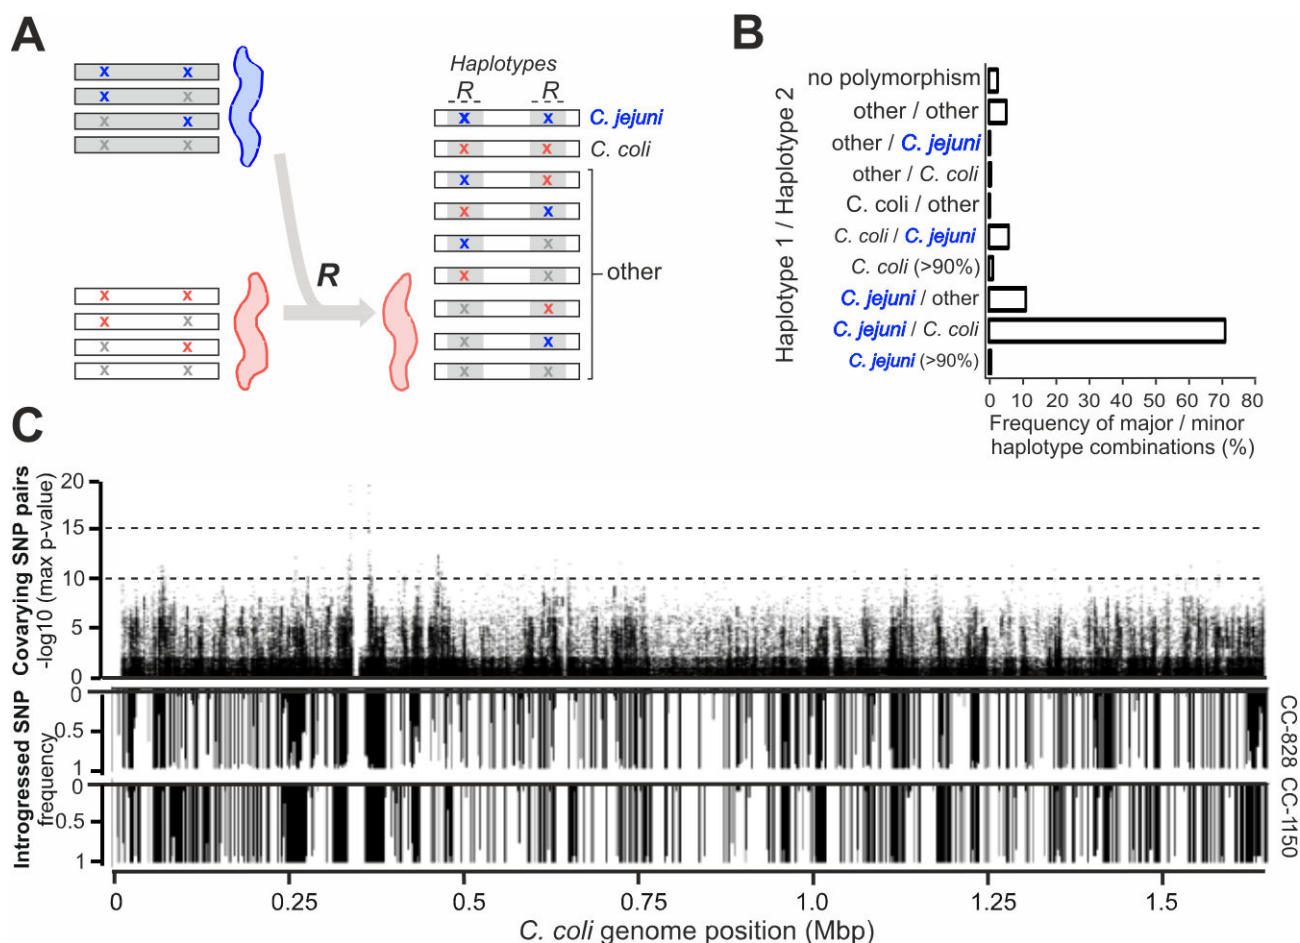 A
x x
x x
x x
x x
R
x x
x x
x x
x x
Haplotypes
R R
x x C. jejuni
x x C. coli
x x
x x
x x
x x
x x
x x
x x
other
B
Haplotype 1 / Haplotype 2
no polymorphism
other / other
other / C. jejuni
other / C. coli
C. coli / other
C. coli / C. jejuni
C. coli (>90%)
C. jejuni / other
C. jejuni / C. coli
C. jejuni (>90%)
0 10 20 30 40 50 60 70 80
Frequency of major / minor
haplotype combinations (%)
C
Covarying SNP pairs
-log10 (max p-value)
20
15
10
5
0
Introgressed SNP
frequency
0
0.5
1
0
0.5
1
CC-828
CC-1150
0 0.25 0.5 0.75 1.0 1.25 1.5
C. coli genome position (Mbp)